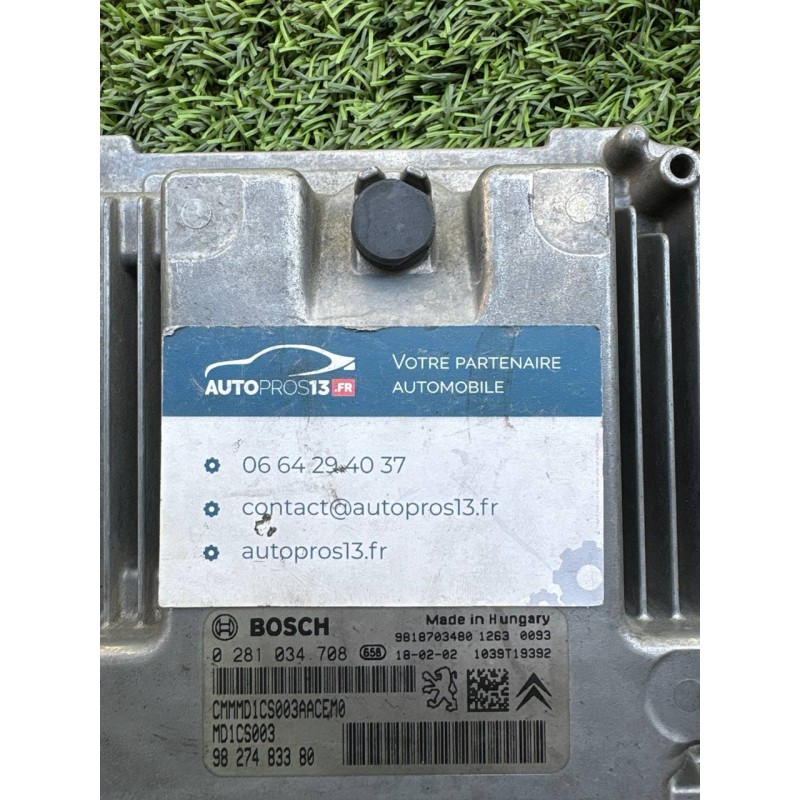 AUTOPROS13.FR
VOTRE PARTENAIRE
AUTOMOBILE
06 64 29 40 37
contact@autopros13.fr
autopros13.fr
BOSCH
Made in Hungary
9818703480 1263 0093
0 281 034 708 658 18-02-02 1039T19392
CMMMD1CS003AACEM0
MD1CS003
98 274 833 80